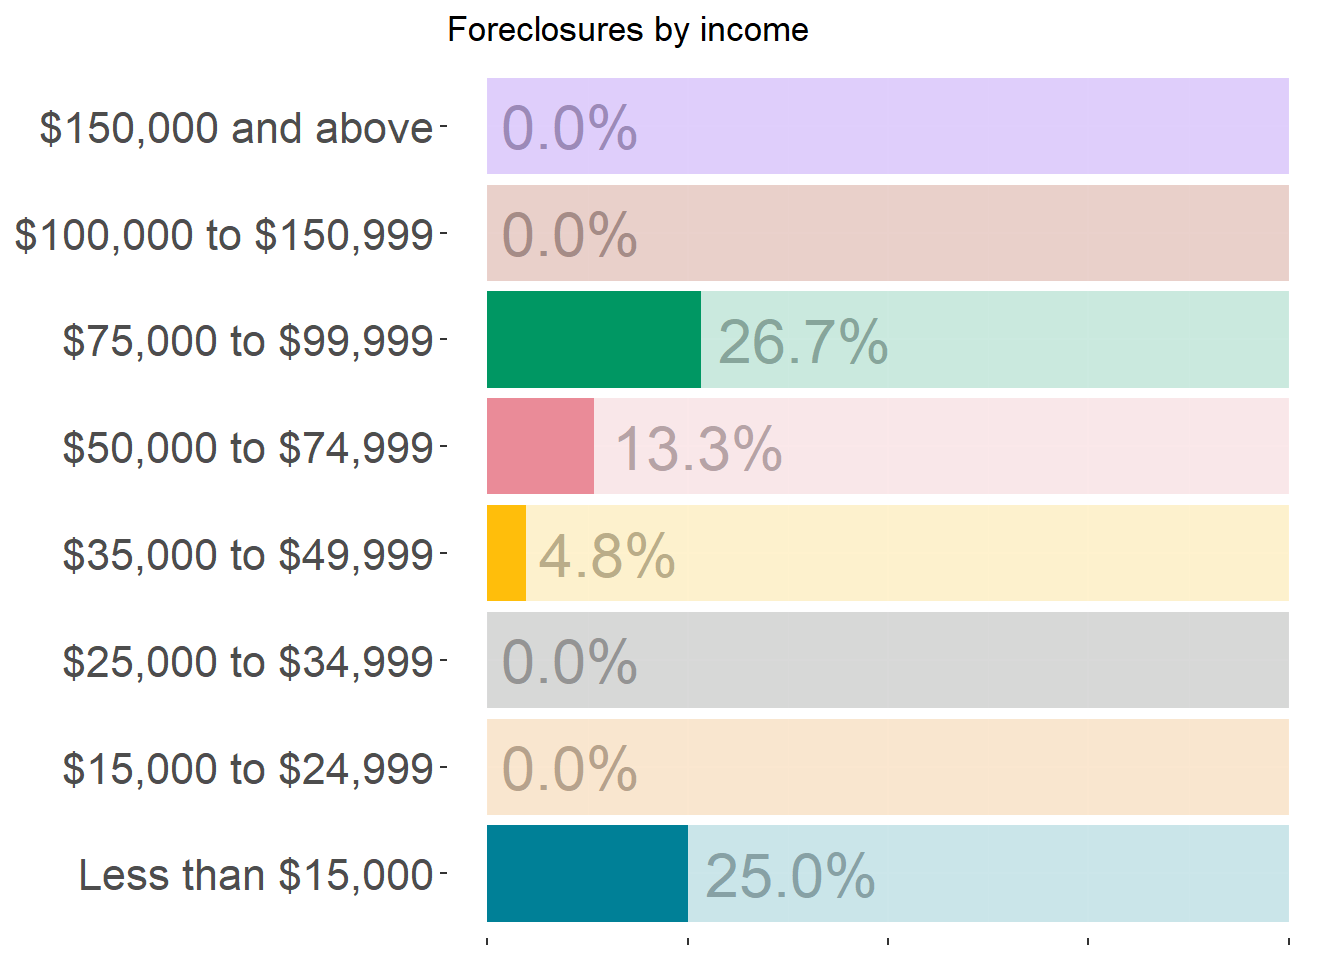 Foreclosures by income
$150,000 and above 0.0%
$100,000 to $150,999 0.0%
$75,000 to $99,999 26.7%
$50,000 to $74,999 13.3%
$35,000 to $49,999 4.8%
$25,000 to $34,999 0.0%
$15,000 to $24,999 0.0%
Less than $15,000 25.0%